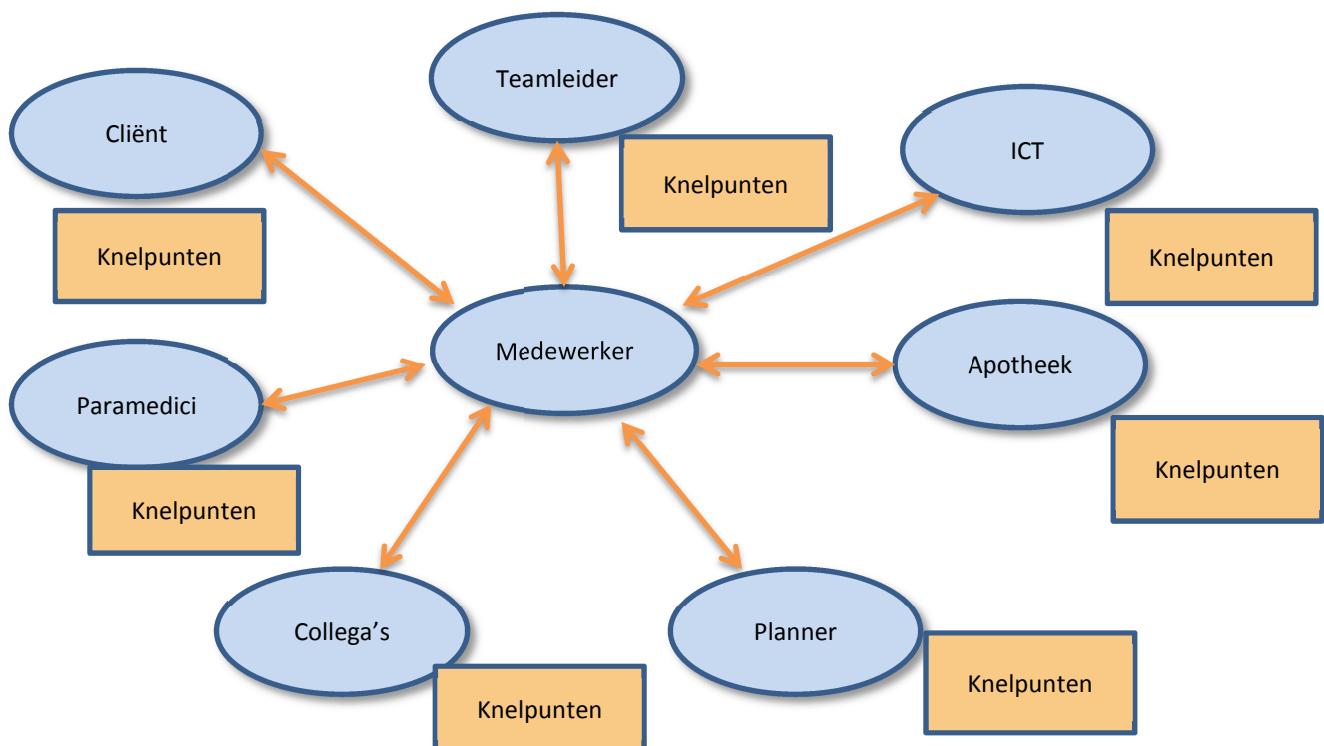 Teamleider
Cliënt
ICT
Knelpunten
Knelpunten
Knelpunten
Medewerker
Apotheek
Paramedici
Knelpunten
Knelpunten
Collega’s
Planner
Knelpunten
Knelpunten